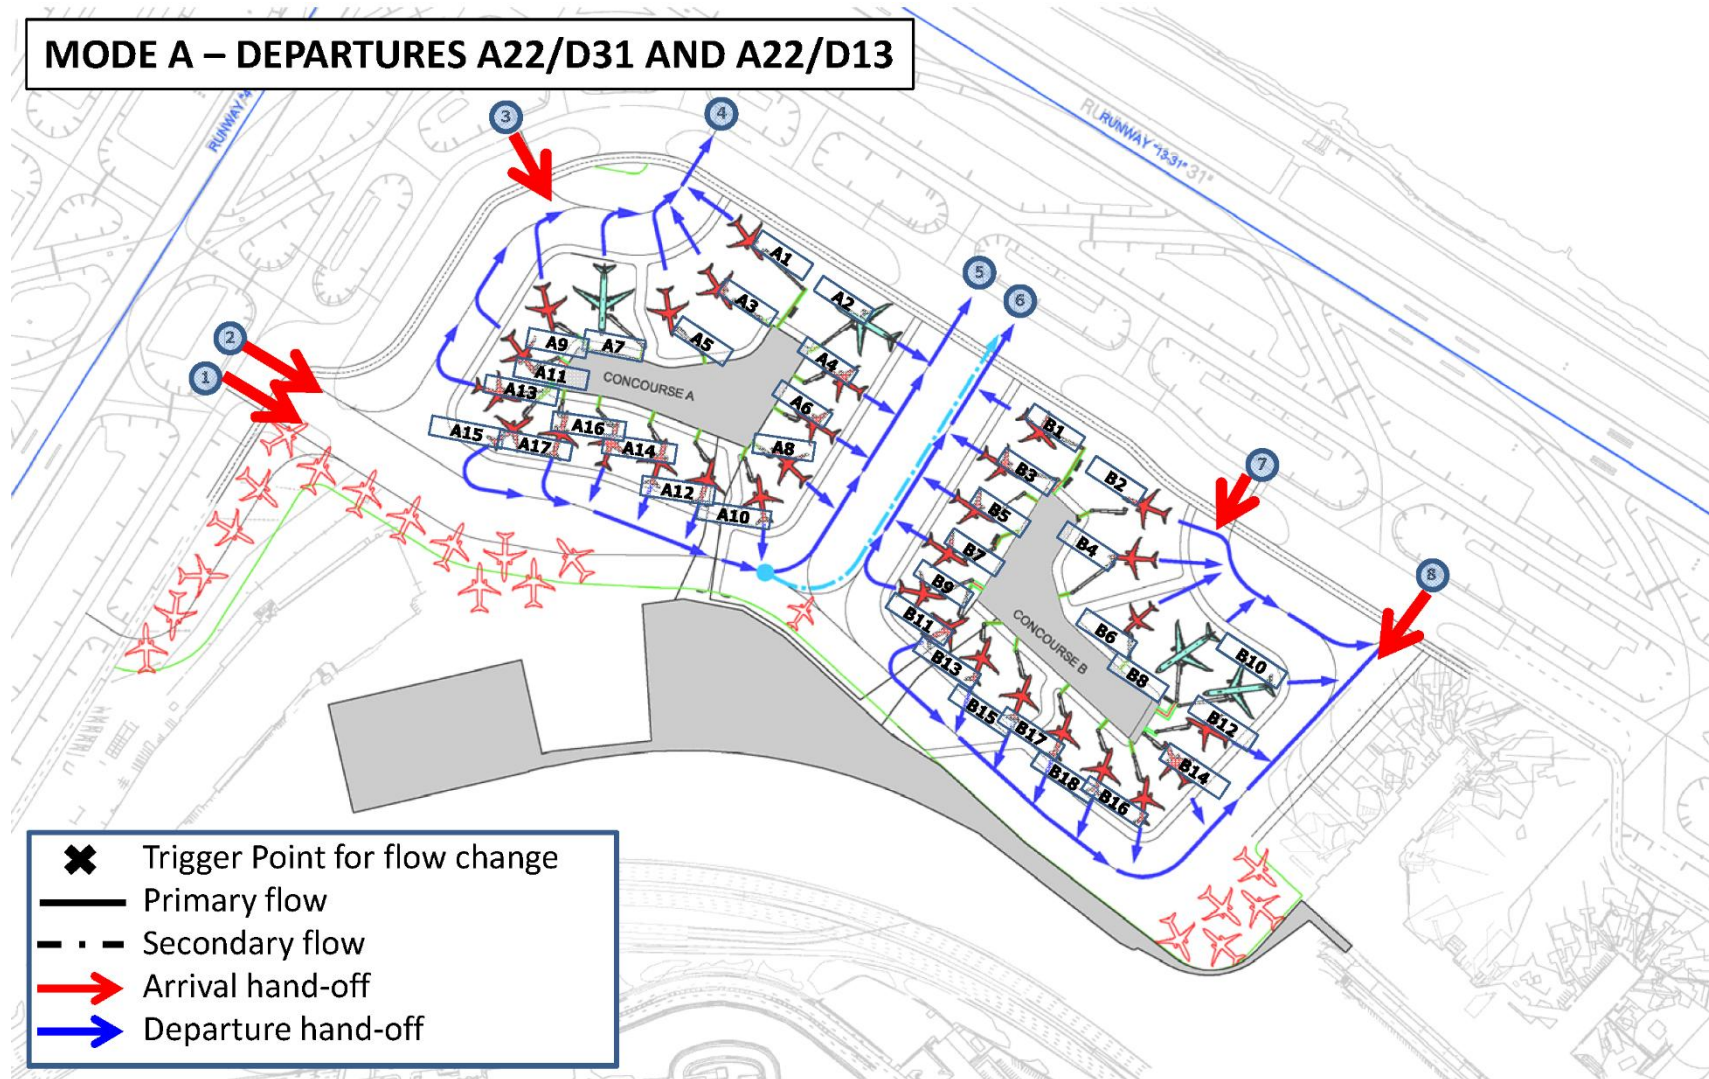 MODE A – DEPARTURES A22/D31 AND A22/D13
3
4
RUNWAY "4
RUNWAY "13-31"
31"
5
6
2
1
7
8
A1
A2
A3
A4
A5
A6
A7
A8
A9
A10
A11
A12
A13
A14
A15
A16
A17
CONCOURSE A
B1
B2
B3
B4
B5
B6
B7
B8
B9
B10
B11
B12
B13
B14
B15
B16
B17
B18
CONCOURSE B
Trigger Point for flow change
Primary flow
Secondary flow
Arrival hand-off
Departure hand-off